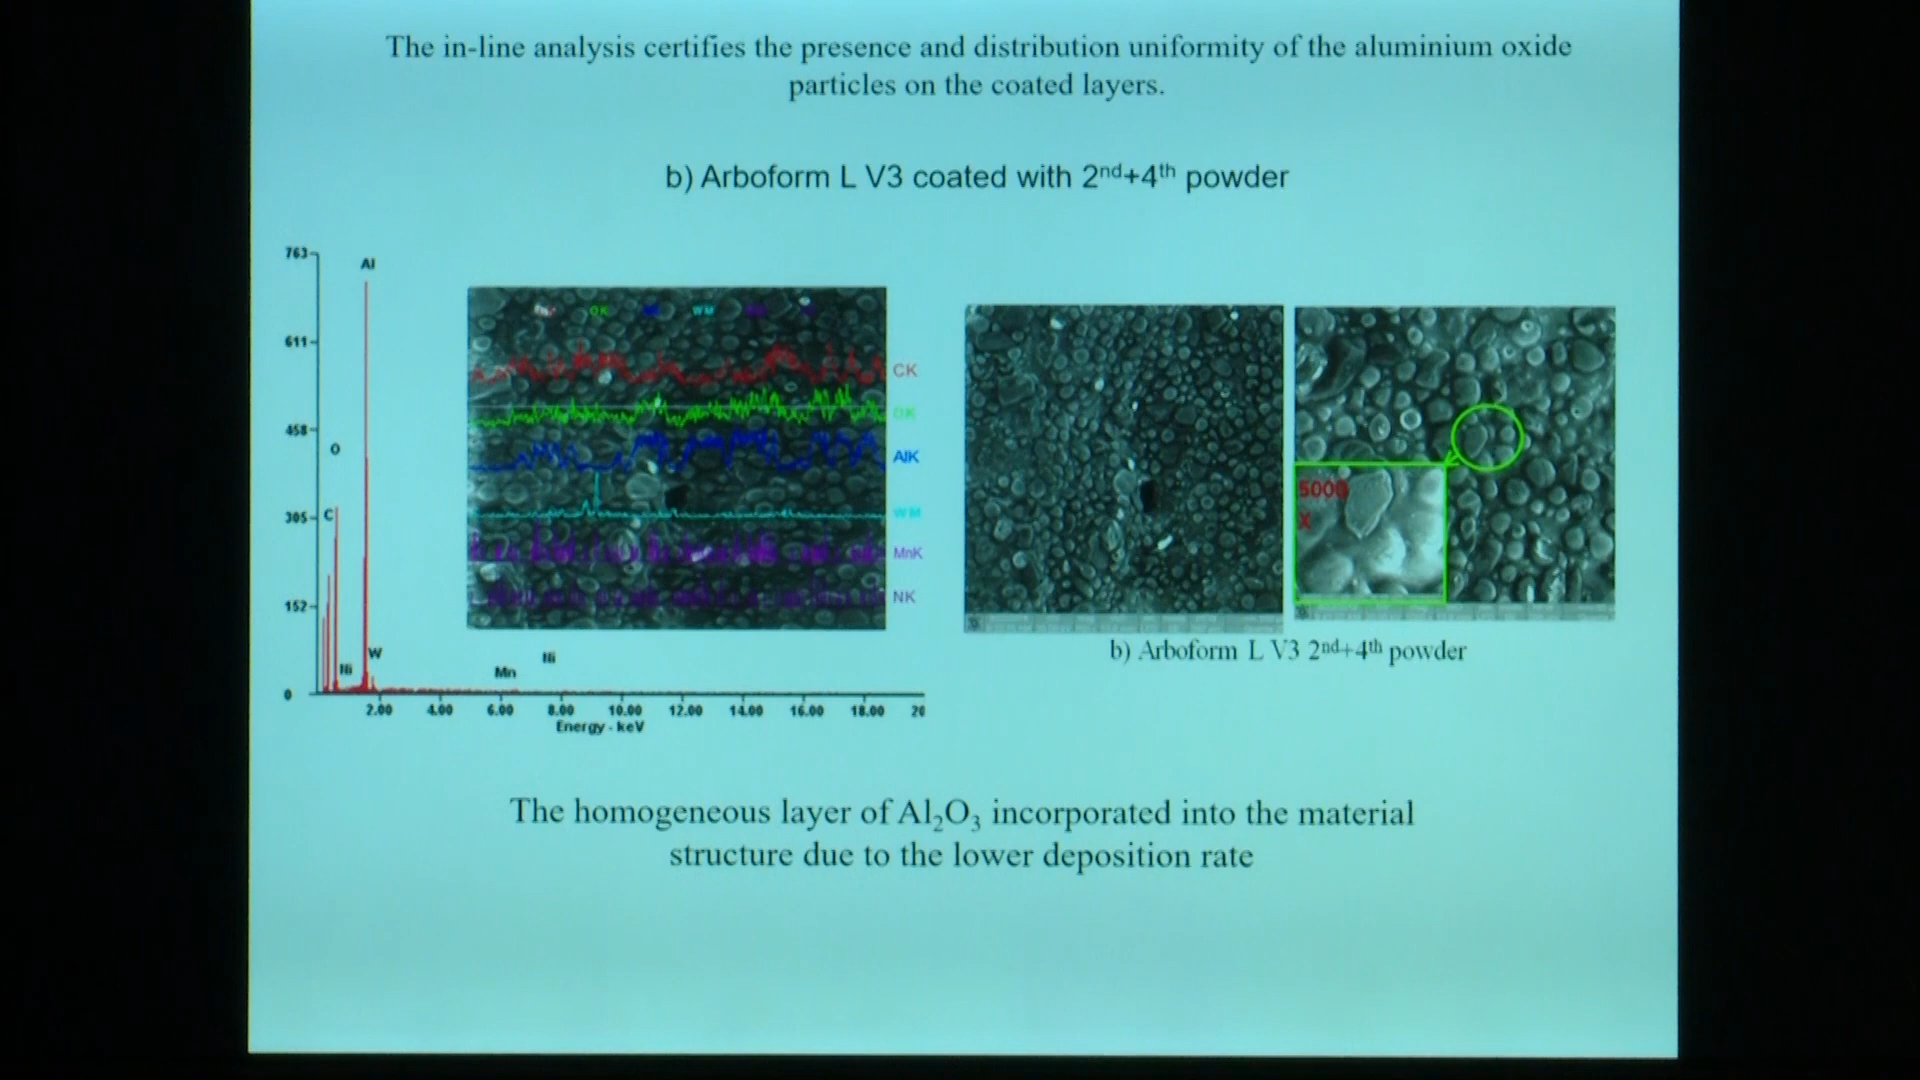 The in-line analysis certifies the presence and distribution uniformity of the aluminium oxide
particles on the coated layers.
b) Arboform L V3 coated with 2nd+4th powder
763
611
458
305
152
0
Al
O
C
Ni
W
Mn
Ni
2.00 4.00 6.00 8.00 10.00 12.00 14.00 16.00 18.00 20
Energy - keV
OK WM
CK
OK
AlK
WM
MnK
NK
5000
X
b) Arboform L V3 2nd+4th powder
The homogeneous layer of Al₂O₃ incorporated into the material
structure due to the lower deposition rate